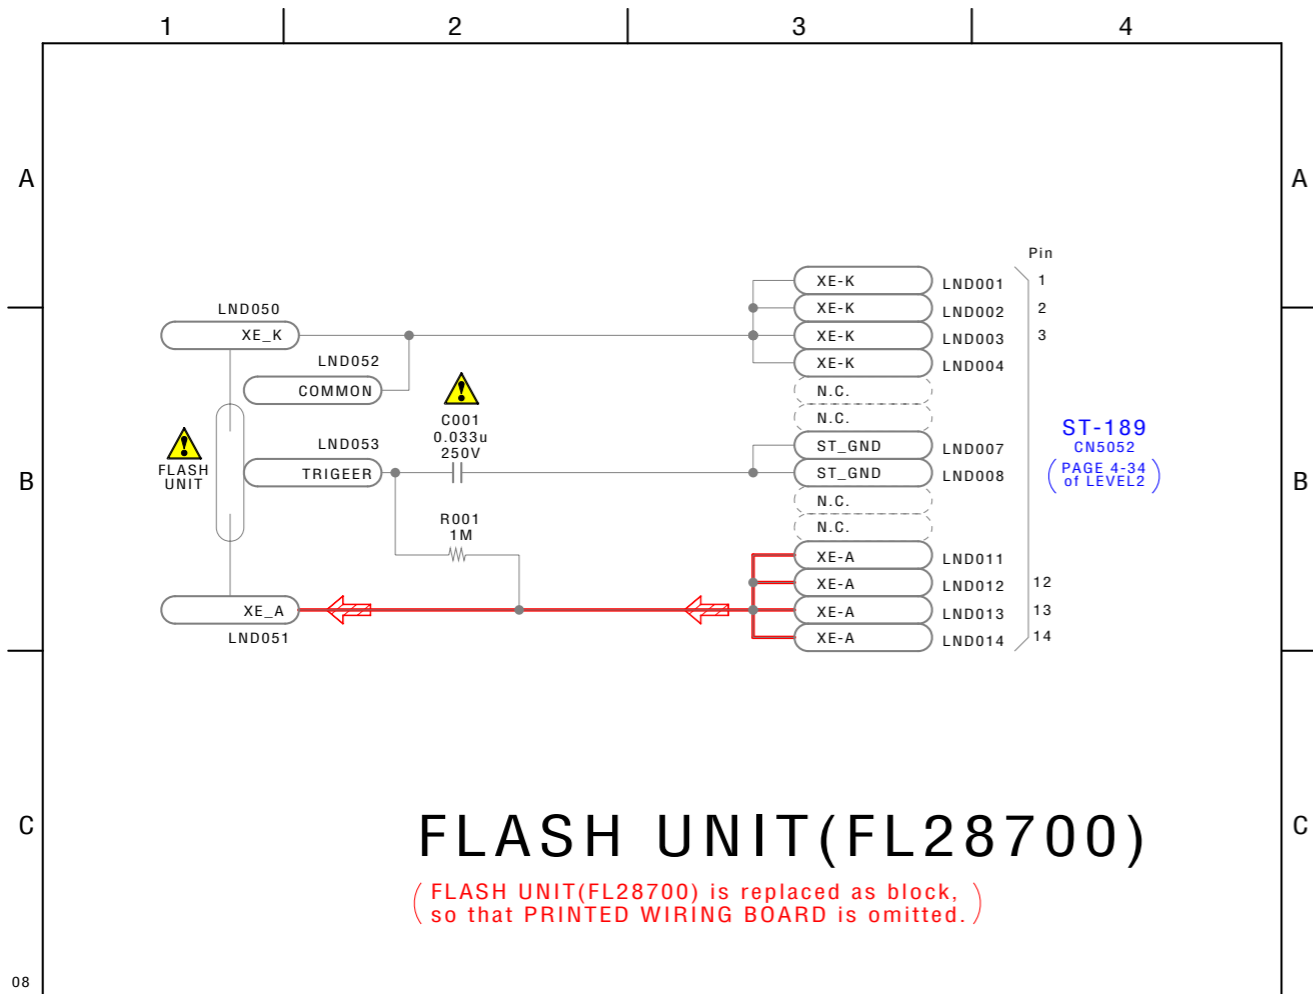 1 2 3 4
A A
Pin
XE-K LND001 1
LND050 XE-K LND002 2
XE_K XE-K LND003 3
LND052 XE-K LND004
COMMON N.C.
C001 N.C.
0.033u
250V
LND053 ST_GND LND007
ST-189
CN5052
FLASH
UNIT
TRIGEER ST_GND LND008
(PAGE 4-34
of LEVEL2)
B B
N.C.
R001 N.C.
1M
XE-A LND011
XE-A LND012 12
XE_A XE-A LND013 13
LND051 XE-A LND014 14
C C
FLASH UNIT(FL28700)
(FLASH UNIT(FL28700) is replaced as block,
so that PRINTED WIRING BOARD is omitted.)
08